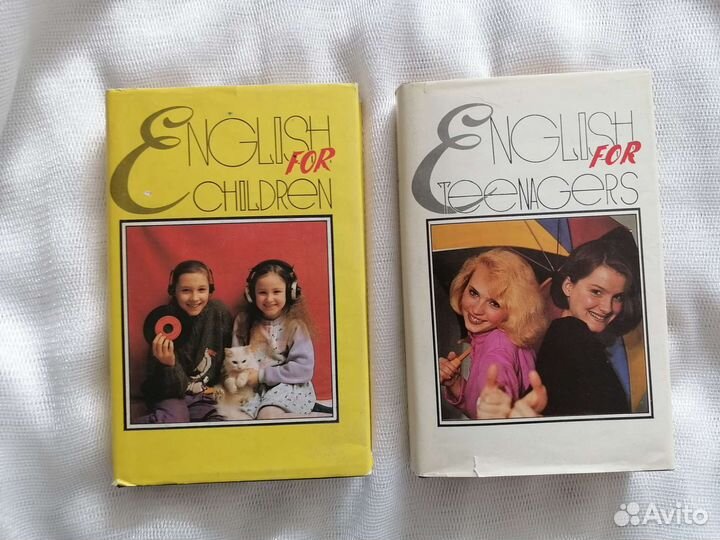 ENGLISH
FOR
CHILDREN
ENGLISH
FOR
TEENAGERS
Avito